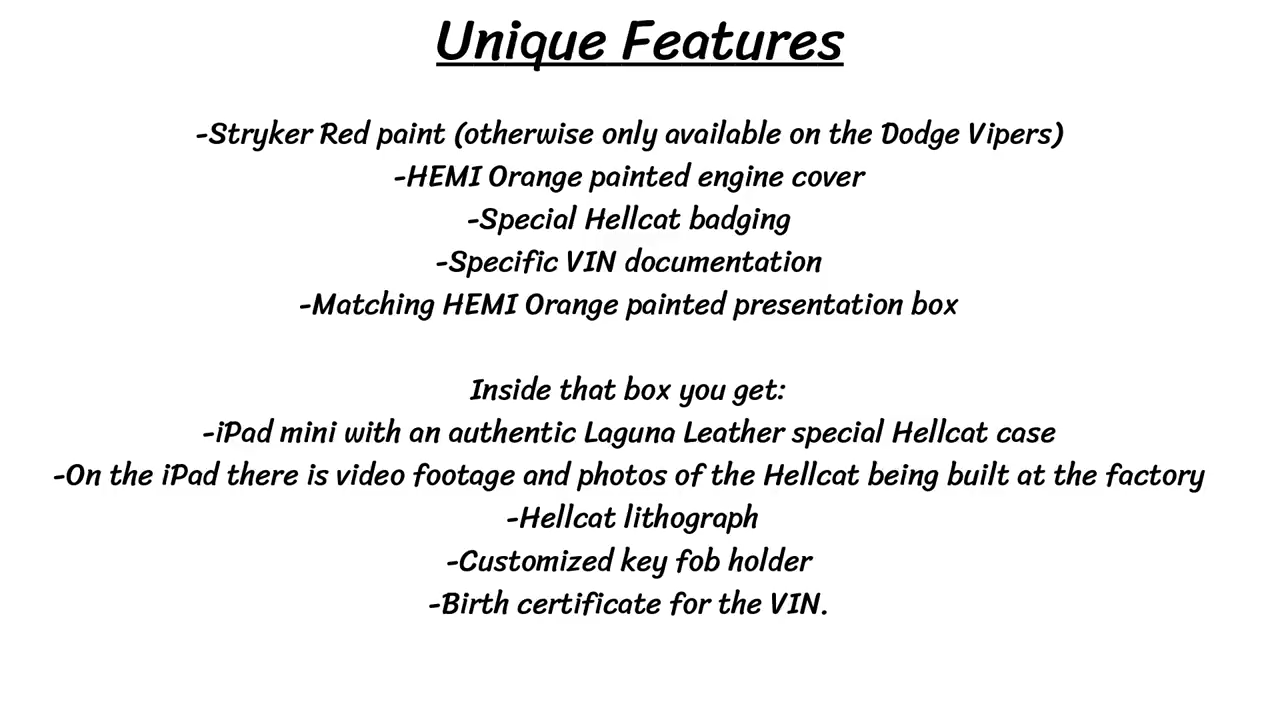 Unique Features
-Stryker Red paint (otherwise only available on the Dodge Vipers)
-HEMI Orange painted engine cover
-Special Hellcat badging
-Specific VIN documentation
-Matching HEMI Orange painted presentation box
Inside that box you get:
-iPad mini with an authentic Laguna Leather special Hellcat case
-On the iPad there is video footage and photos of the Hellcat being built at the factory
-Hellcat lithograph
-Customized key fob holder
-Birth certificate for the VIN.